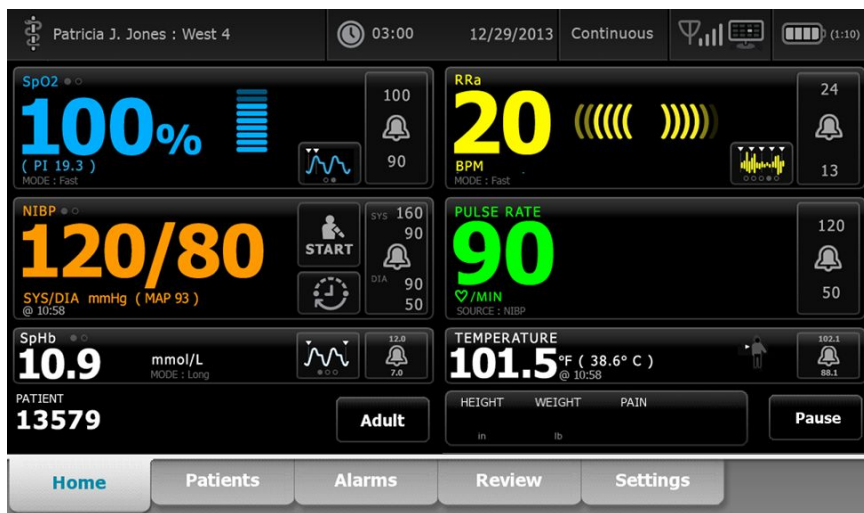 Patricia J. Jones : West 4
03:00
12/29/2013
Continuous
(1:10)
SpO2
100%
( PI 19.3 )
MODE : Fast
100
90
RRa
20
BPM
MODE : Fast
24
13
NIBP
120/80
SYS/DIA mmHg ( MAP 93 )
@ 10:58
START
SYS 160
90
DIA 90
50
PULSE RATE
90
/MIN
SOURCE : NIBP
120
50
SpHb
10.9
mmol/L
MODE : Long
12.0
7.0
TEMPERATURE
101.5 °F ( 38.6° C )
@ 10:58
102.1
88.1
PATIENT
13579
Adult
HEIGHT WEIGHT PAIN
in lb
Pause
Home Patients Alarms Review Settings